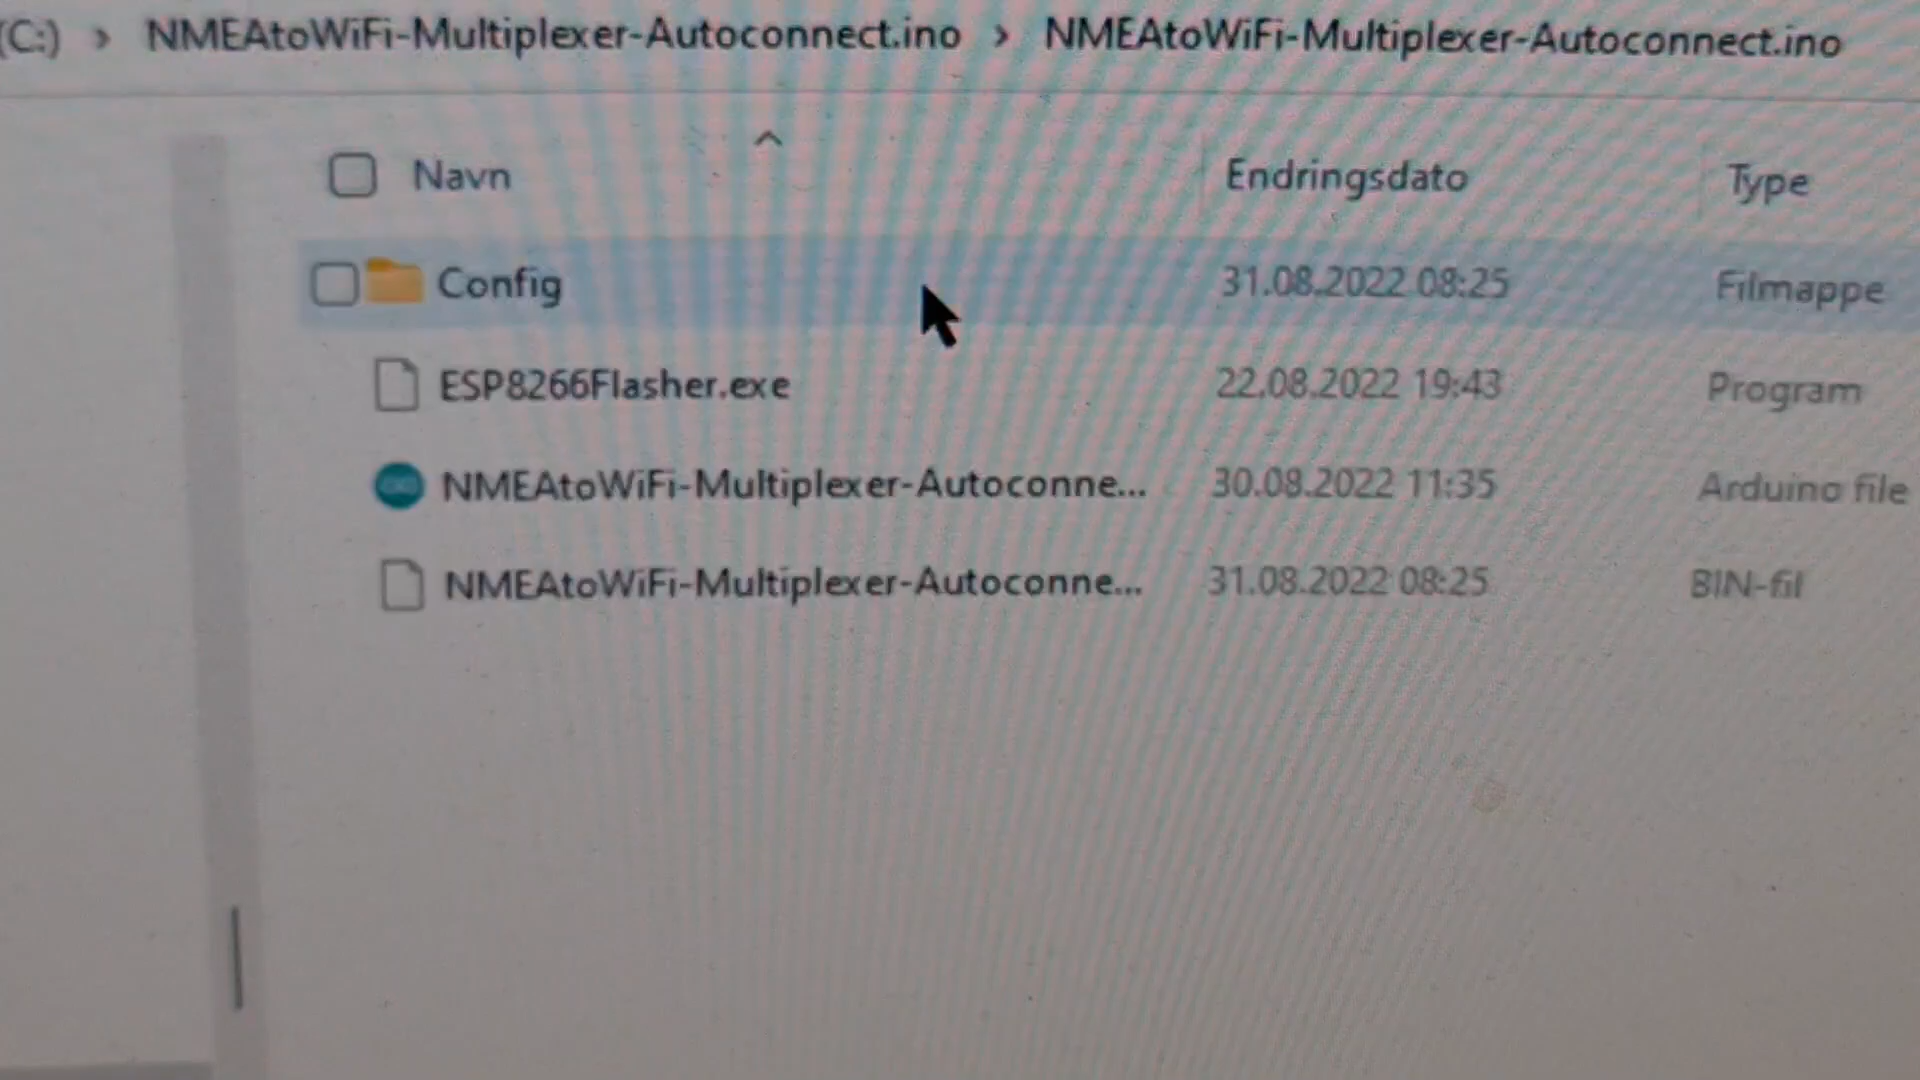 (C:) › NMEAtoWiFi-Multiplexer-Autoconnect.ino › NMEAtoWiFi-Multiplexer-Autoconnect.ino
Navn Endringsdato Type
Config 31.08.2022 08:25 Filmappe
ESP8266Flasher.exe 22.08.2022 19:43 Program
NMEAtoWiFi-Multiplexer-Autoconne... 30.08.2022 11:35 Arduino file
NMEAtoWiFi-Multiplexer-Autoconne... 31.08.2022 08:25 BIN-fil